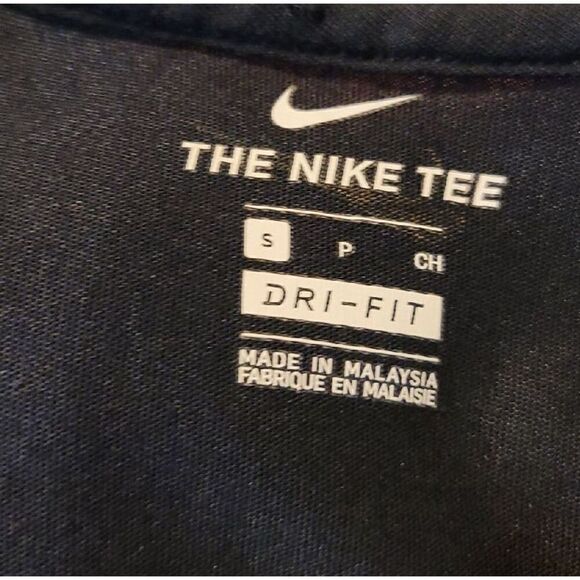 THE NIKE TEE
S P CH
DRI-FIT
MADE IN MALAYSIA
FABRIQUE EN MALAISIE